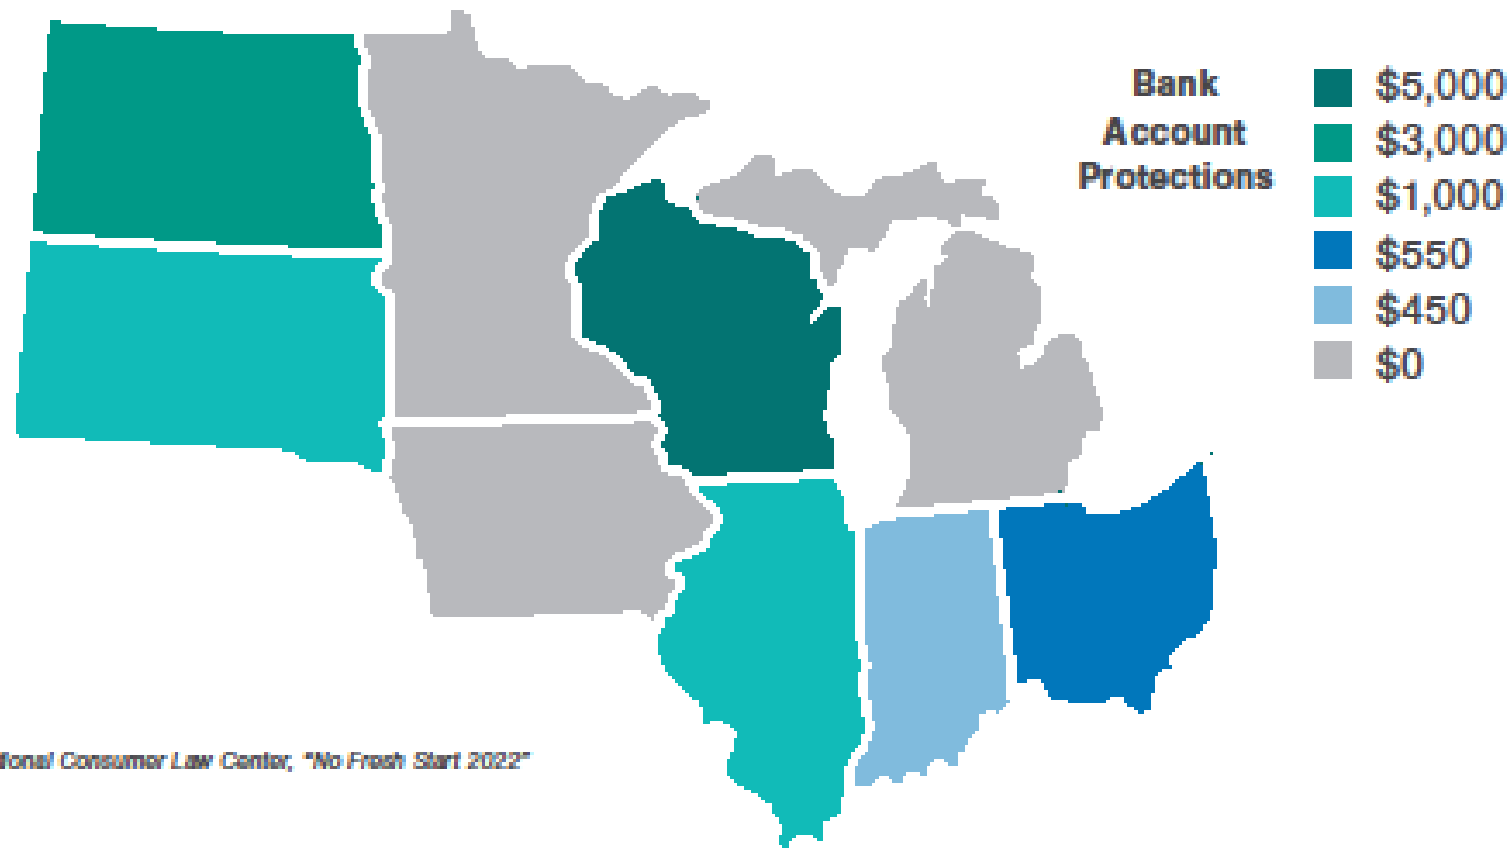 Bank
Account
Protections
$5,000
$3,000
$1,000
$550
$450
$0
tional Consumer Law Center, "No Fresh Start 2022"